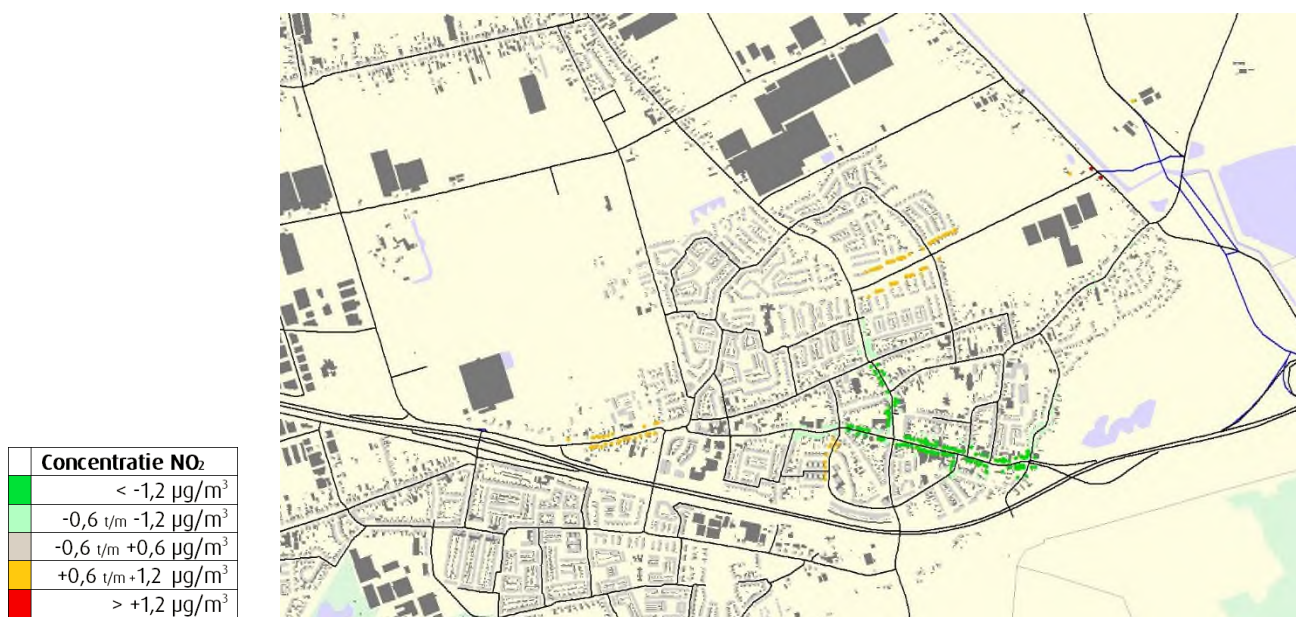 Concentratie NO₂
< -1,2 µg/m³
-0,6 t/m -1,2 µg/m³
-0,6 t/m +0,6 µg/m³
+0,6 t/m +1,2 µg/m³
> +1,2 µg/m³